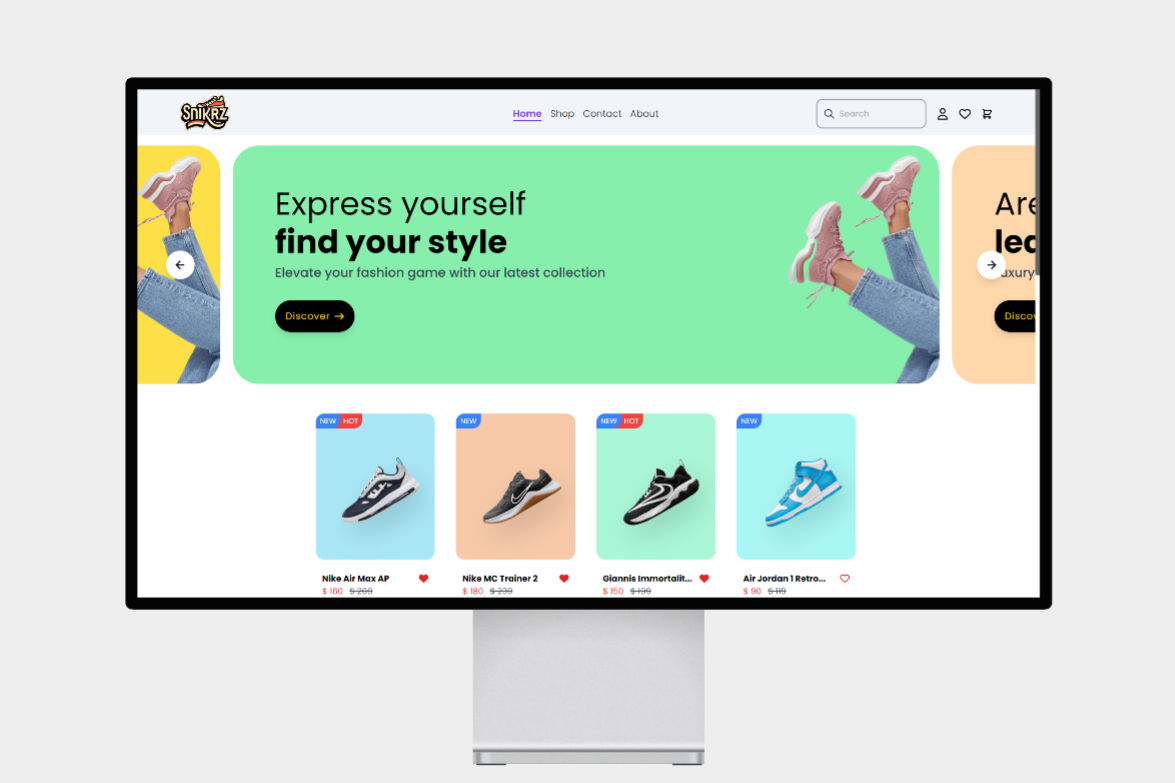 SNIKRZ
Home Shop Contact About
Search
Express yourself
find your style
Elevate your fashion game with our latest collection
Discover
Are
lea
uxury
Discov
NEW HOT
NEW
NEW HOT
NEW
Nike Air Max AP
$ 160 $ 209
Nike MC Trainer 2
$ 180 $ 239
Giannis Immortalit...
$ 150 $ 199
Air Jordan 1 Retro...
$ 90 $ 119